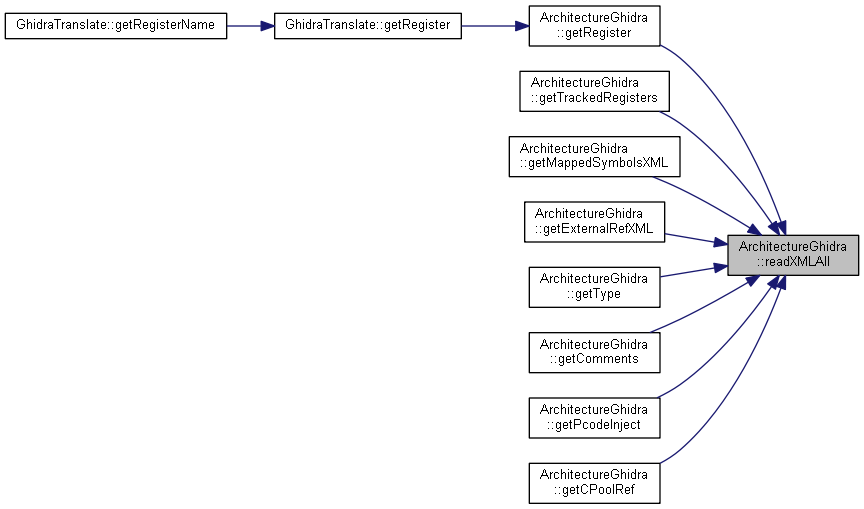 GhidraTranslate::getRegisterName
GhidraTranslate::getRegister
ArchitectureGhidra
::getRegister
ArchitectureGhidra
::getTrackedRegisters
ArchitectureGhidra
::getMappedSymbolsXML
ArchitectureGhidra
::getExternalRefXML
ArchitectureGhidra
::readXMLAll
ArchitectureGhidra
::getType
ArchitectureGhidra
::getComments
ArchitectureGhidra
::getPcodeInject
ArchitectureGhidra
::getCPoolRef